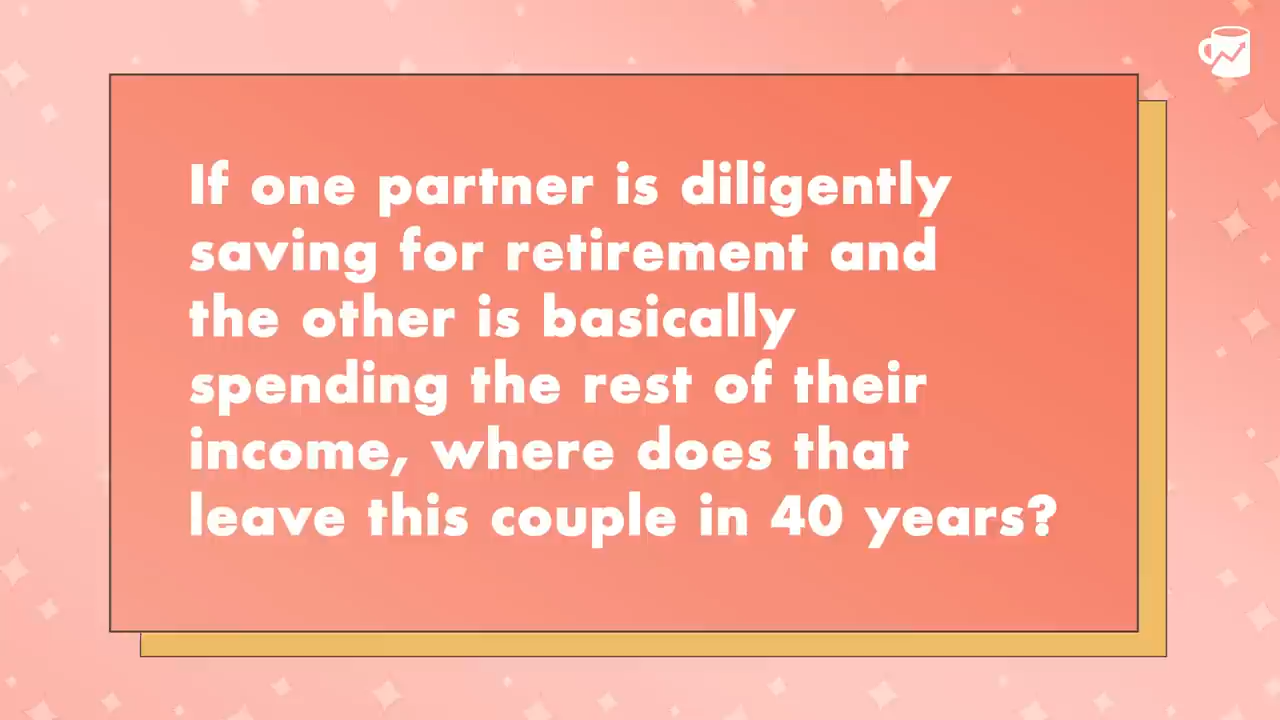 If one partner is diligently
saving for retirement and
the other is basically
spending the rest of their
income, where does that
leave this couple in 40 years?